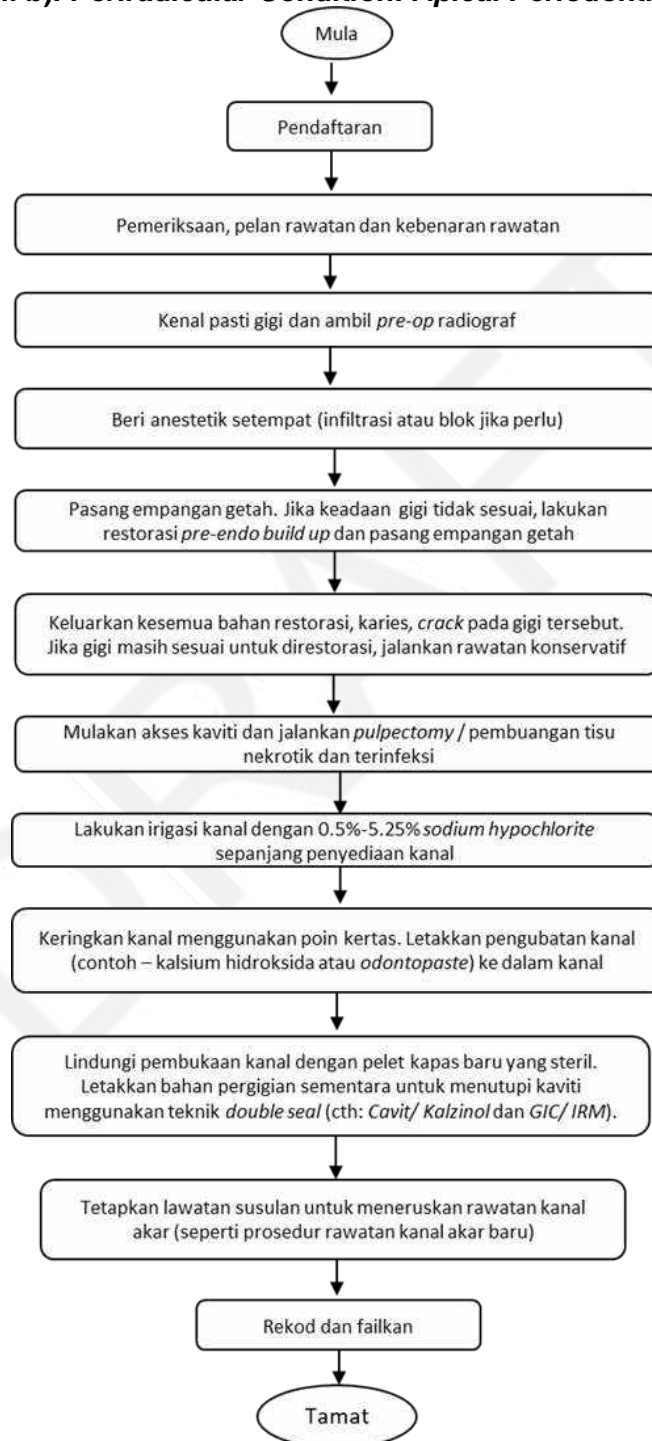 b). Periradicular Condition: Apical Periodonti
Mula
Pendaftaran
Pemeriksaan, pelan rawatan dan kebenaran rawatan
Kenal pasti gigi dan ambil pre-op radiograf
Beri anestetik setempat (infiltrasi atau blok jika perlu)
Pasang empangan getah. Jika keadaan gigi tidak sesuai, lakukan
restorasi pre-endo build up dan pasang empangan getah
Keluarkan kesemua bahan restorasi, karies, crack pada gigi tersebut.
Jika gigi masih sesuai untuk direstorasi, jalankan rawatan konservatif
Mulakan akses kaviti dan jalankan pulpectomy / pembuangan tisu
nekrotik dan terinfeksi
Lakukan irigasi kanal dengan 0.5%-5.25% sodium hypochlorite
sepanjang penyediaan kanal
Keringkan kanal menggunakan poin kertas. Letakkan pengubatan kanal
(contoh – kalsium hidroksida atau odontopaste) ke dalam kanal
Lindungi pembukaan kanal dengan pelet kapas baru yang steril.
Letakkan bahan pergigian sementara untuk menutupi kaviti
menggunakan teknik double seal (cth: Cavit/ Kalzinol dan GIC/ IRM).
Tetapkan lawatan susulan untuk meneruskan rawatan kanal
akar (seperti prosedur rawatan kanal akar baru)
Rekod dan failkan
Tamat
DRAFT